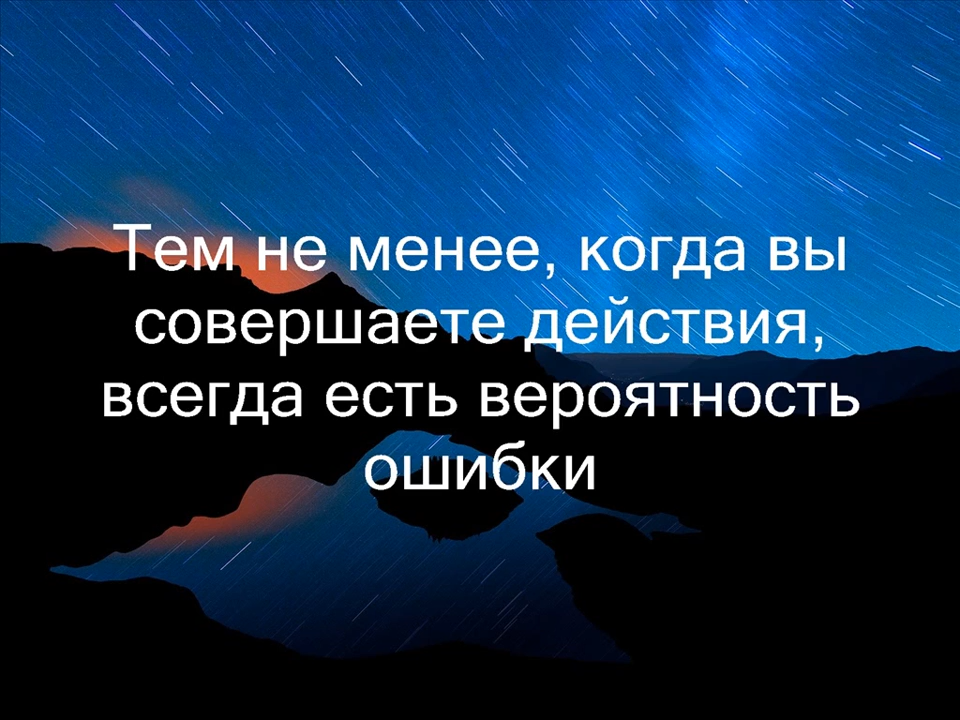 Тем не менее, когда вы
совершаете действия,
всегда есть вероятность
ошибки